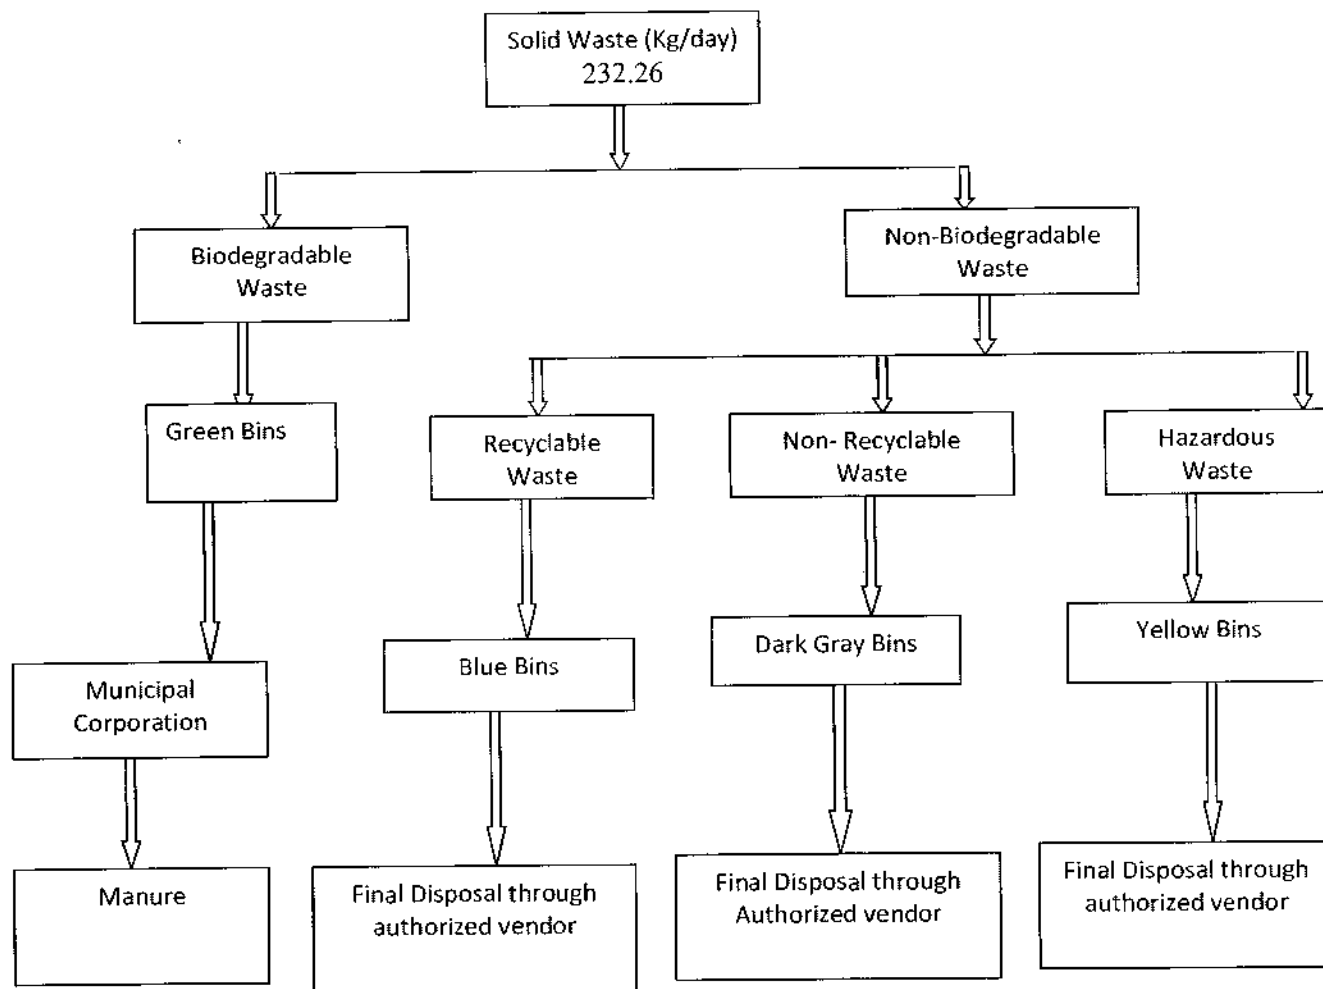 Solid Waste (Kg/day)
232.26
Biodegradable
Waste
Non-Biodegradable
Waste
Green Bins
Recyclable
Waste
Non- Recyclable
Waste
Hazardous
Waste
Municipal
Corporation
Blue Bins
Dark Gray Bins
Yellow Bins
Manure
Final Disposal through
authorized vendor
Final Disposal through
Authorized vendor
Final Disposal through
authorized vendor